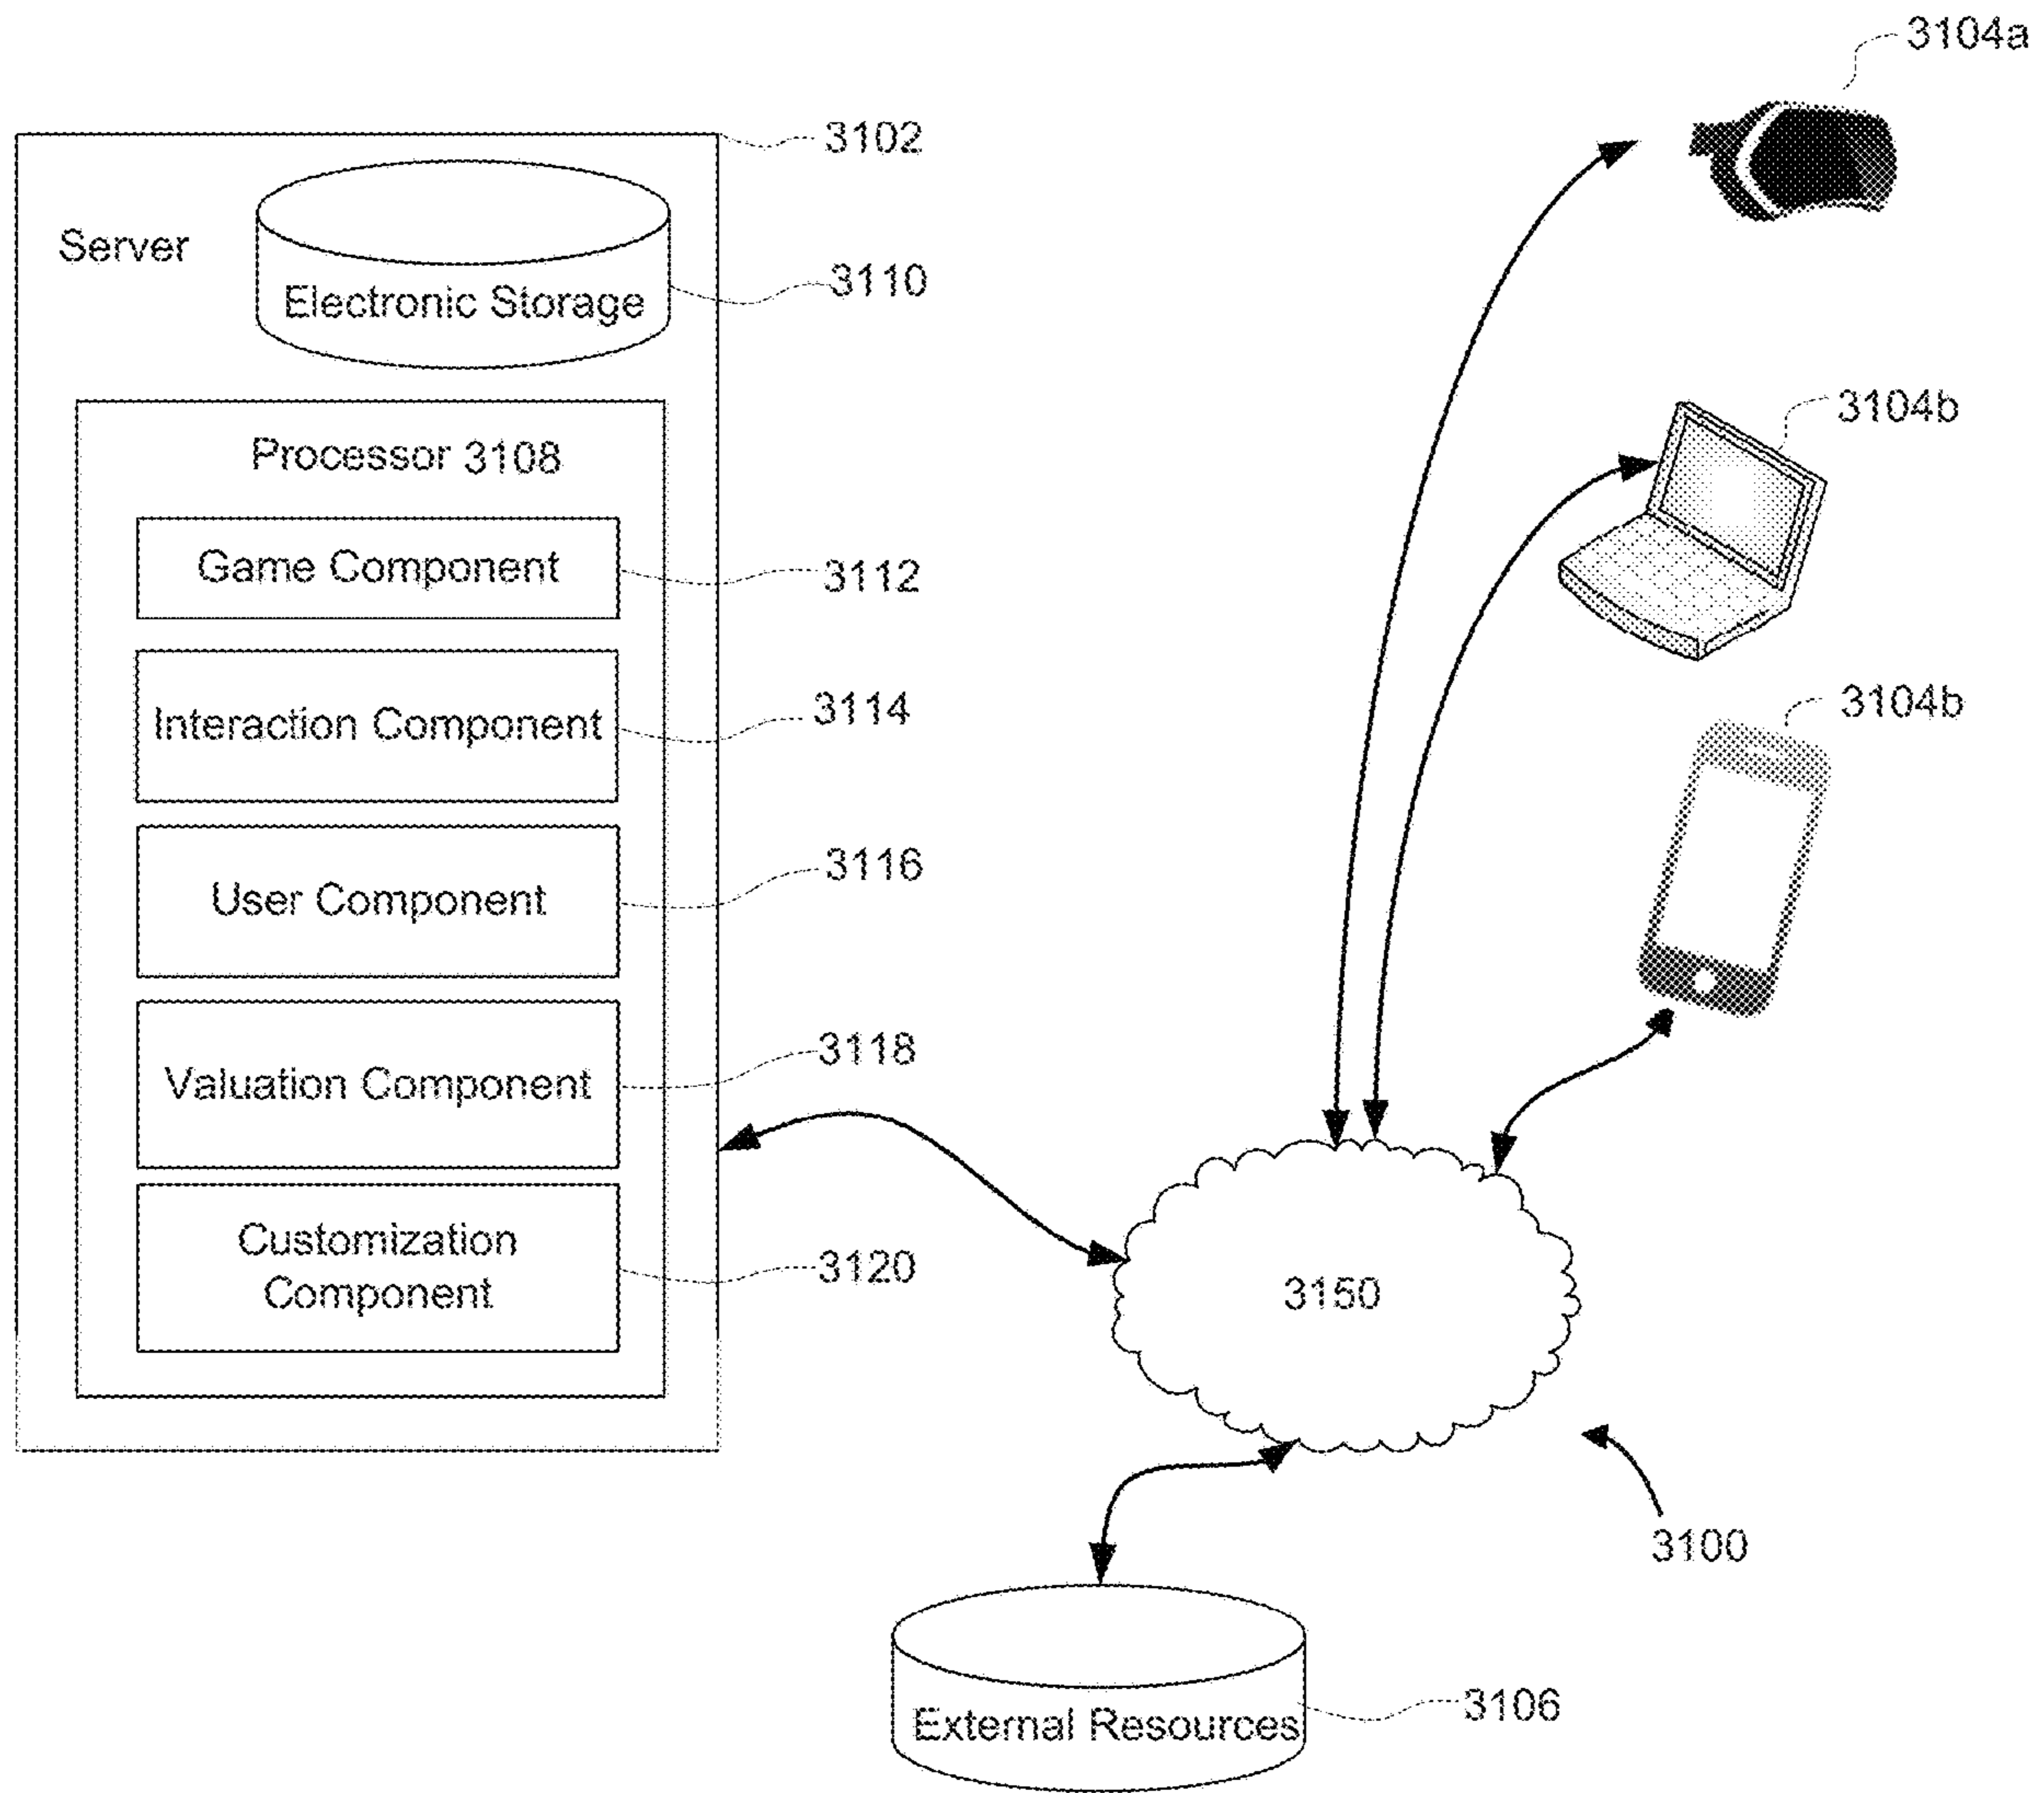 3104a
3102
Server
Electronic Storage
3110
Processor 3108
Game Component
3112
Interaction Component
3114
User Component
3116
Valuation Component
3118
Customization
Component
3120
3104b
3104b
3150
3100
External Resources
3106